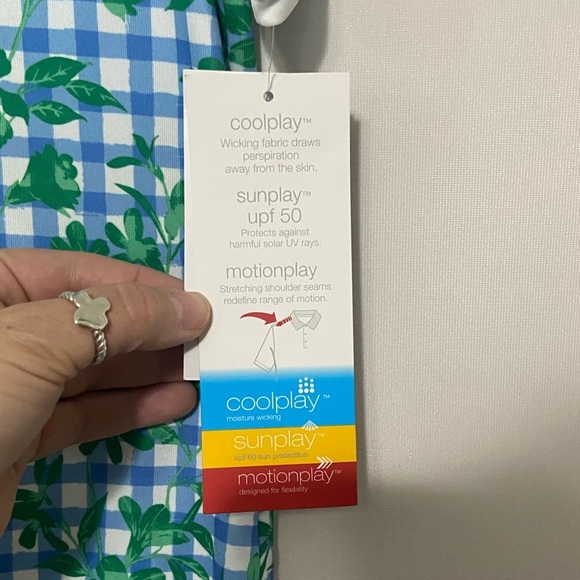 coolplay™
Wicking fabric draws
perspiration
away from the skin.
sunplay™
upf 50
Protects against
harmful solar UV rays.
motionplay
Stretching shoulder seams
redefine range of motion.
coolplay™
moisture wicking
sunplay™
upf 50 sun protection
motionplay™
designed for flexibility